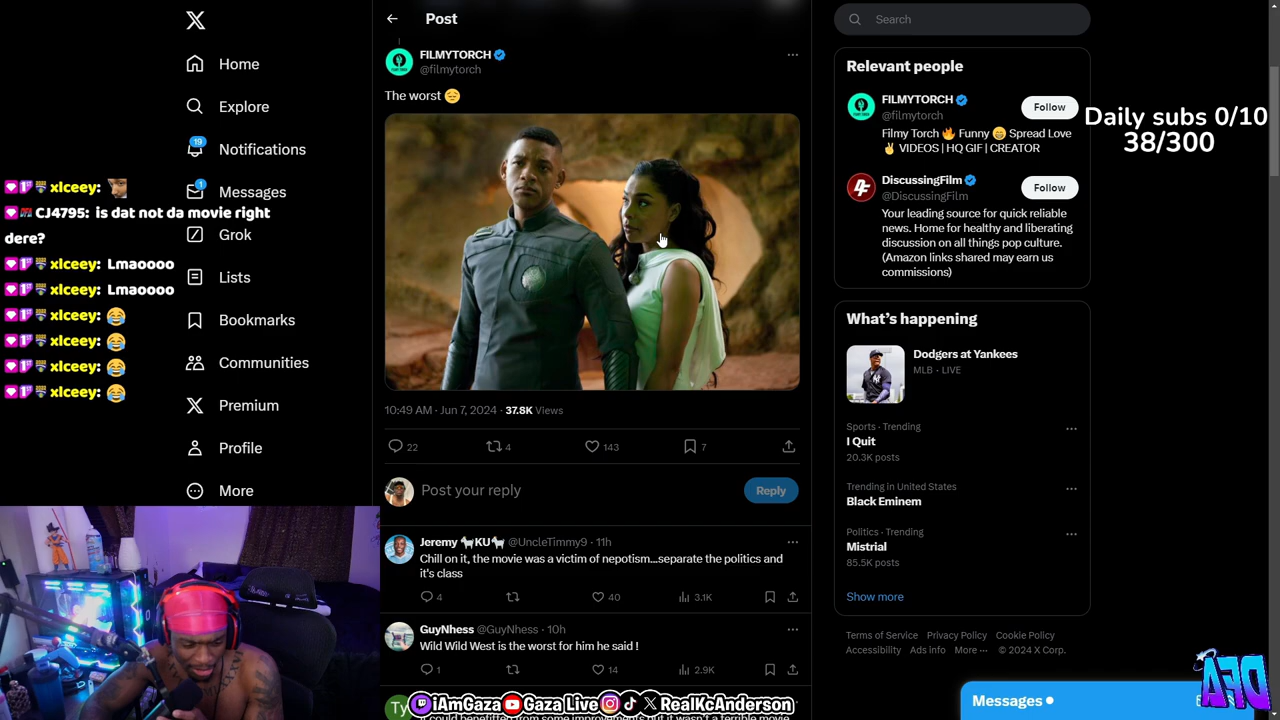 Home
Explore
19
Notifications
1
Messages
Grok
Lists
Bookmarks
Communities
Premium
Profile
More
xlceey:
CJ4795: is dat not da movie right
dere?
xlceey: Lmaoooo
xlceey: Lmaoooo
xlceey: 😂
xlceey: 😂
xlceey: 😂
xlceey: 😂
Post
FILMYTORCH
@filmytorch
The worst 😔
10:49 AM · Jun 7, 2024 · 37.8K Views
22 4 143 7
Post your reply
Reply
Jeremy 🐐KU🐐 @UncleTimmy9 · 11h
Chill on it, the movie was a victim of nepotism...separate the politics and
it's class
4 40 3.1K
GuyNhess @GuyNhess · 10h
Wild Wild West is the worst for him he said !
1 14 2.9K
Ty
iAmGaza Gaza Live RealKcAnderson
Search
Relevant people
FILMYTORCH
@filmytorch
Follow
Filmy Torch 🔥 Funny 😁 Spread Love
✌ VIDEOS | HQ GIF | CREATOR
DiscussingFilm
@DiscussingFilm
Follow
Your leading source for quick reliable
news. Home for healthy and liberating
discussion on all things pop culture.
(Amazon links shared may earn us
commissions)
What's happening
Dodgers at Yankees
MLB · LIVE
Sports · Trending
I Quit
20.3K posts
Trending in United States
Black Eminem
Politics · Trending
Mistrial
85.5K posts
Show more
Terms of Service Privacy Policy Cookie Policy
Accessibility Ads info More ··· © 2024 X Corp.
Messages
Daily subs 0/10
38/300